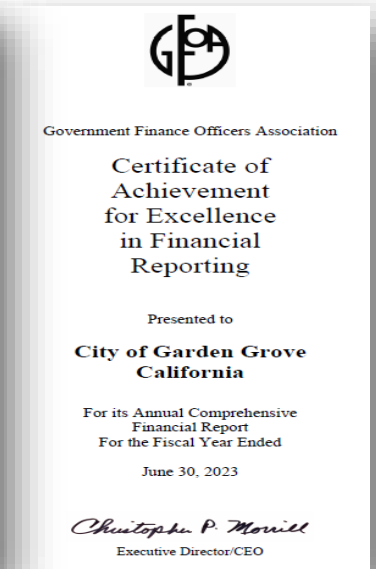 GFOA
Government Finance Officers Association
Certificate of
Achievement
for Excellence
in Financial
Reporting
Presented to
City of Garden Grove
California
For its Annual Comprehensive
Financial Report
For the Fiscal Year Ended
June 30, 2023
Christopher P. Morrill
Executive Director/CEO